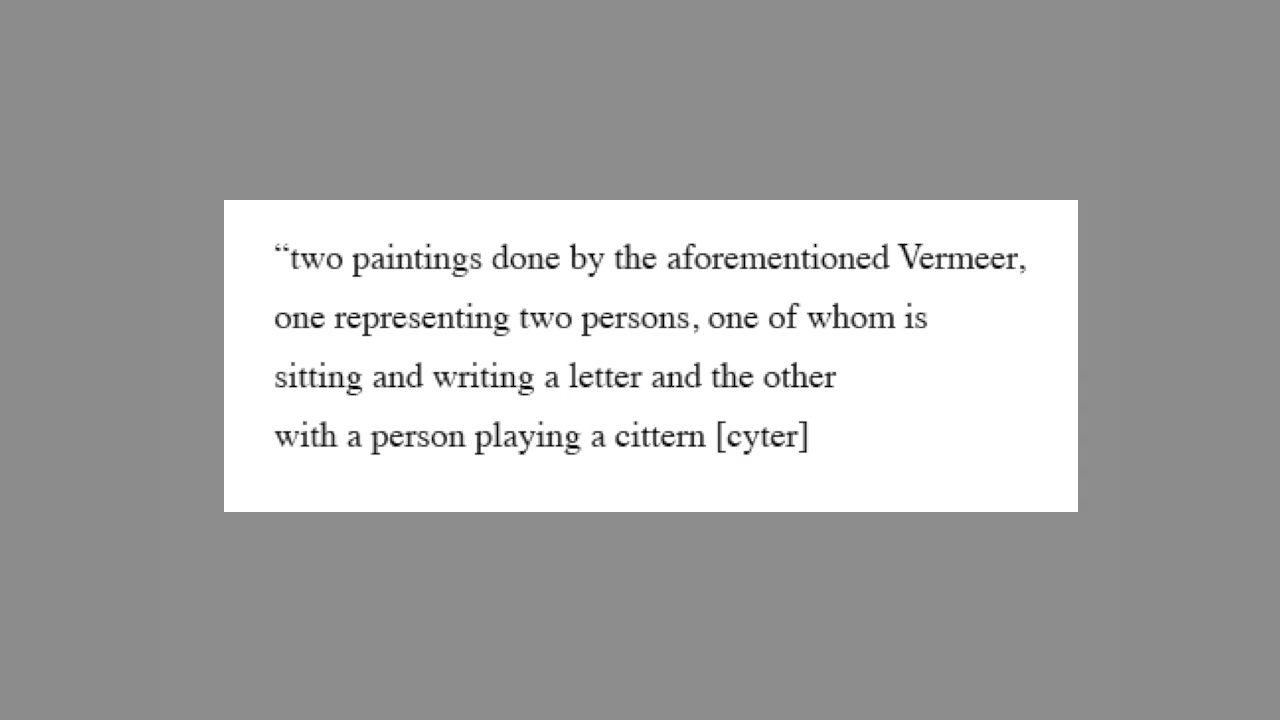 “two paintings done by the aforementioned Vermeer,
one representing two persons, one of whom is
sitting and writing a letter and the other
with a person playing a cittern [cyter]